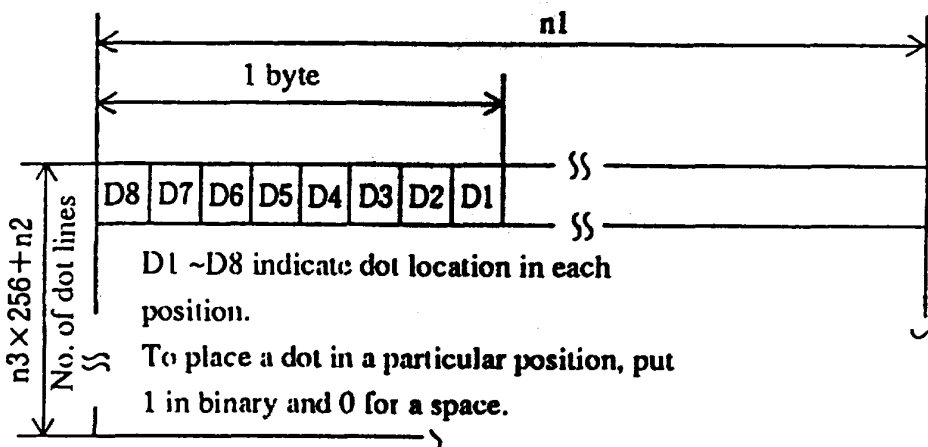 n1
1 byte
D8 D7 D6 D5 D4 D3 D2 D1
n3×256+n2
No. of dot lines
D1 ~D8 indicate dot location in each
position.
To place a dot in a particular position, put
1 in binary and 0 for a space.